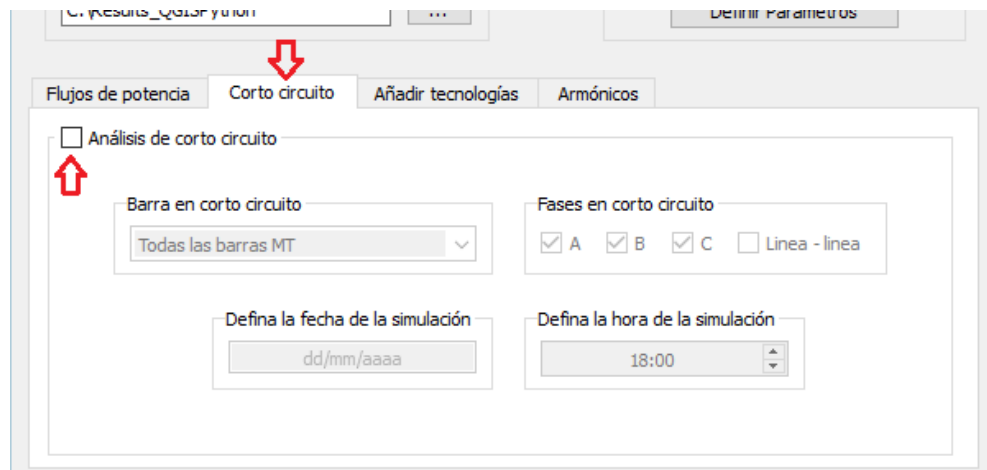 C:\Results_QGISPython ...
Definir Parámetros
Flujos de potencia Corto circuito Añadir tecnologías Armónicos
Análisis de corto circuito
Barra en corto circuito Fases en corto circuito
Todas las barras MT A B C Linea - linea
Defina la fecha de la simulación Defina la hora de la simulación
dd/mm/aaaa 18:00